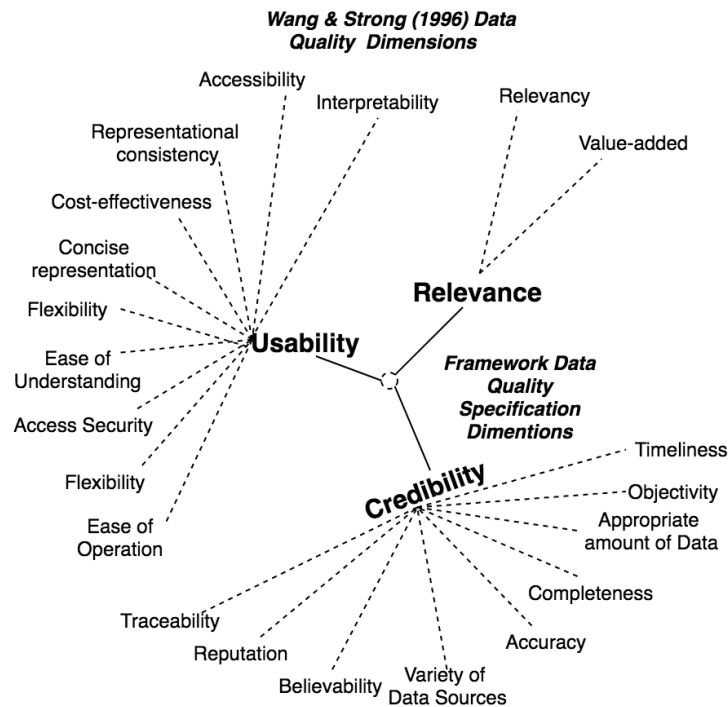 Wang & Strong (1996) Data
Quality Dimensions
Accessibility
Interpretability
Relevancy
Representational
consistency
Value-added
Cost-effectiveness
Concise
representation
Relevance
Flexibility
Usability
Ease of
Understanding
Framework Data
Quality
Specification
Dimentions
Access Security
Timeliness
Flexibility
Credibility
Objectivity
Ease of
Operation
Appropriate
amount of Data
Completeness
Traceability
Accuracy
Reputation
Believability
Variety of
Data Sources